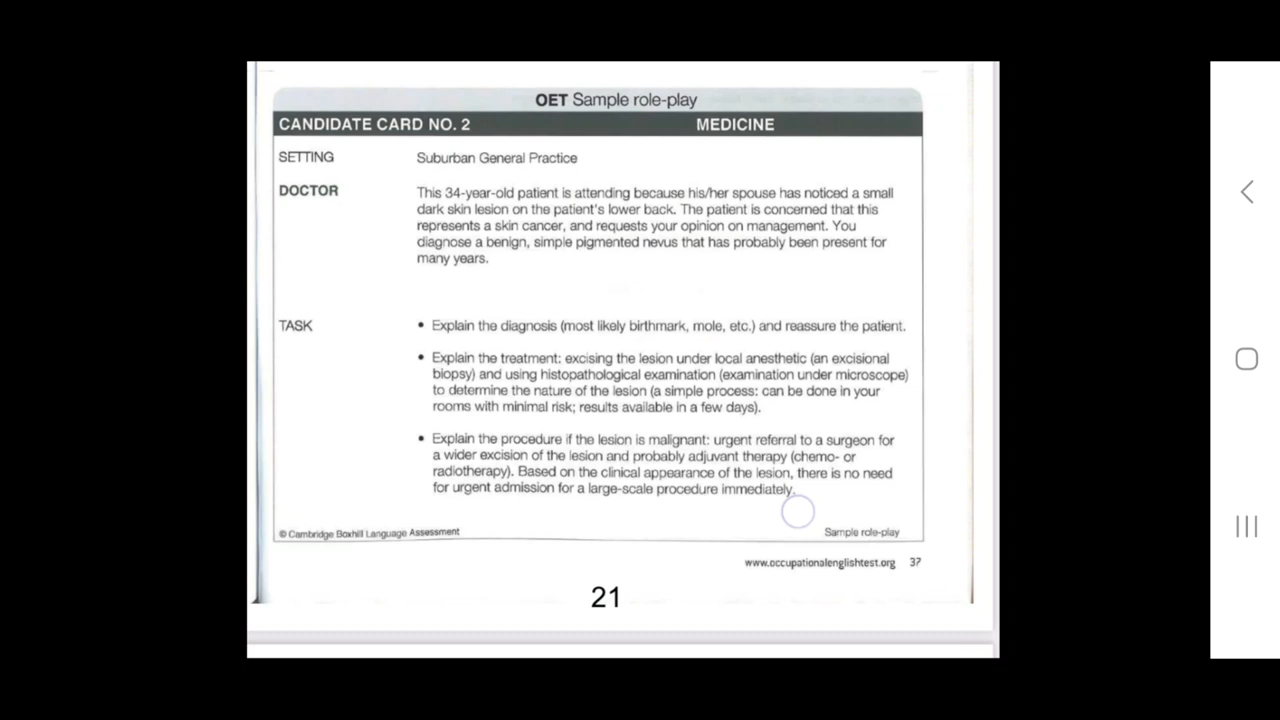 OET Sample role-play
CANDIDATE CARD NO. 2 MEDICINE
SETTING Suburban General Practice
DOCTOR This 34-year-old patient is attending because his/her spouse has noticed a small
dark skin lesion on the patient's lower back. The patient is concerned that this
represents a skin cancer, and requests your opinion on management. You
diagnose a benign, simple pigmented nevus that has probably been present for
many years.
TASK • Explain the diagnosis (most likely birthmark, mole, etc.) and reassure the patient.
• Explain the treatment: excising the lesion under local anesthetic (an excisional
biopsy) and using histopathological examination (examination under microscope)
to determine the nature of the lesion (a simple process: can be done in your
rooms with minimal risk; results available in a few days).
• Explain the procedure if the lesion is malignant: urgent referral to a surgeon for
a wider excision of the lesion and probably adjuvant therapy (chemo- or
radiotherapy). Based on the clinical appearance of the lesion, there is no need
for urgent admission for a large-scale procedure immediately.
© Cambridge Boxhill Language Assessment Sample role-play
www.occupationalenglishtest.org 37
21